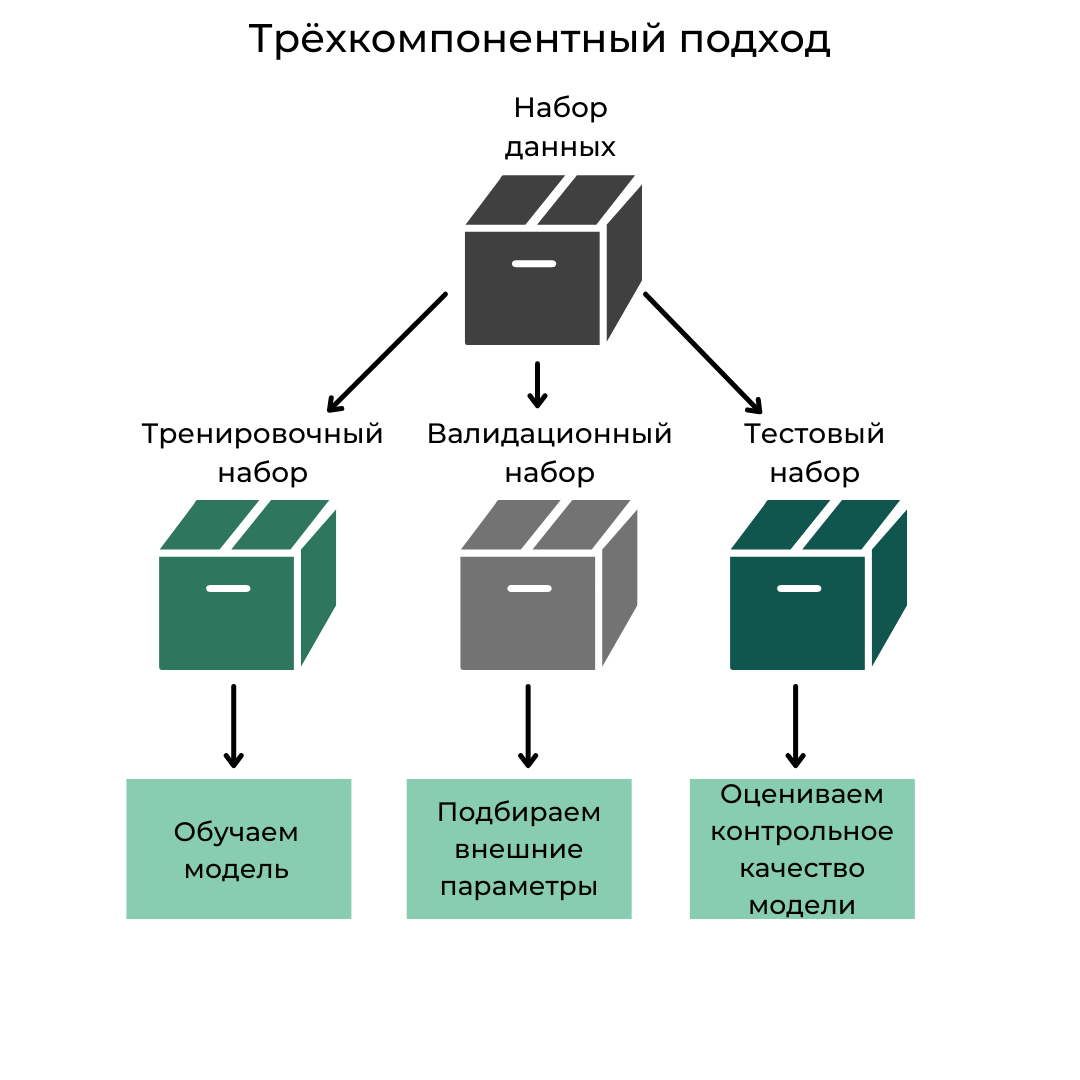 Трёхкомпонентный подход
Набор
данных
Тренировочный
набор
Валидационный
набор
Тестовый
набор
Обучаем
модель
Подбираем
внешние
параметры
Оцениваем
контрольное
качество
модели